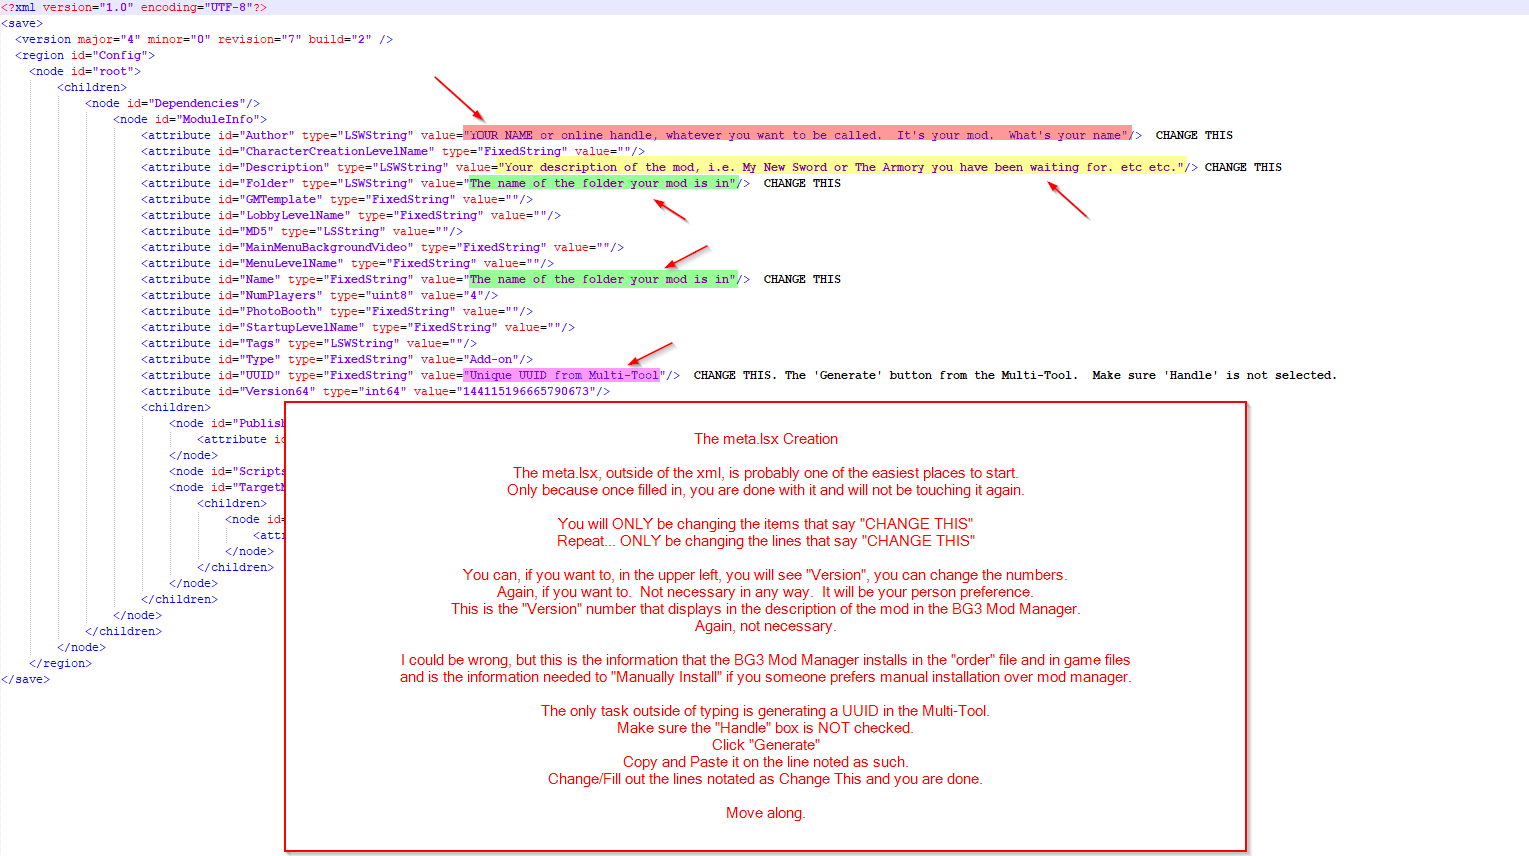 <?xml version="1.0" encoding="UTF-8"?>
<save>
<version major="4" minor="0" revision="7" build="2" />
<region id="Config">
<node id="root">
<children>
<node id="Dependencies"/>
<node id="ModuleInfo">
<attribute id="Author" type="LSWString" value="YOUR NAME or online handle, whatever you want to be called.  It's your mod.  What's your name"/>  CHANGE THIS
<attribute id="CharacterCreationLevelName" type="FixedString" value=""/>
<attribute id="Description" type="LSWString" value="Your description of the mod, i.e. My New Sword or The Armory you have been waiting for. etc etc."/> CHANGE THIS
<attribute id="Folder" type="LSWString" value="The name of the folder your mod is in"/>  CHANGE THIS
<attribute id="GMTemplate" type="FixedString" value=""/>
<attribute id="LobbyLevelName" type="FixedString" value=""/>
<attribute id="MD5" type="LSString" value=""/>
<attribute id="MainMenuBackgroundVideo" type="FixedString" value=""/>
<attribute id="MenuLevelName" type="FixedString" value=""/>
<attribute id="Name" type="FixedString" value="The name of the folder your mod is in"/>  CHANGE THIS
<attribute id="NumPlayers" type="uint8" value="4"/>
<attribute id="PhotoBooth" type="FixedString" value=""/>
<attribute id="StartupLevelName" type="FixedString" value=""/>
<attribute id="Tags" type="LSWString" value=""/>
<attribute id="Type" type="FixedString" value="Add-on"/>
<attribute id="UUID" type="FixedString" value="Unique UUID from Multi-Tool"/>  CHANGE THIS. The 'Generate' button from the Multi-Tool.  Make sure 'Handle' is not selected.
<attribute id="Version64" type="int64" value="144115196665790673"/>
<children>
<node id="Publish
<attribute id
</node>
<node id="Scripts
<node id="TargetM
<children>
<node id=
<attri
</node>
</children>
</node>
</children>
</node>
</children>
</node>
</region>
</save>
The meta.lsx Creation
The meta.lsx, outside of the xml, is probably one of the easiest places to start.
Only because once filled in, you are done with it and will not be touching it again.
You will ONLY be changing the items that say "CHANGE THIS"
Repeat... ONLY be changing the lines that say "CHANGE THIS"
You can, if you want to, in the upper left, you will see "Version", you can change the numbers.
Again, if you want to.  Not necessary in any way.  It will be your person preference.
This is the "Version" number that displays in the description of the mod in the BG3 Mod Manager.
Again, not necessary.
I could be wrong, but this is the information that the BG3 Mod Manager installs in the "order" file and in game files
and is the information needed to "Manually Install" if you someone prefers manual installation over mod manager.
The only task outside of typing is generating a UUID in the Multi-Tool.
Make sure the "Handle" box is NOT checked.
Click "Generate"
Copy and Paste it on the line noted as such.
Change/Fill out the lines notated as Change This and you are done.
Move along.